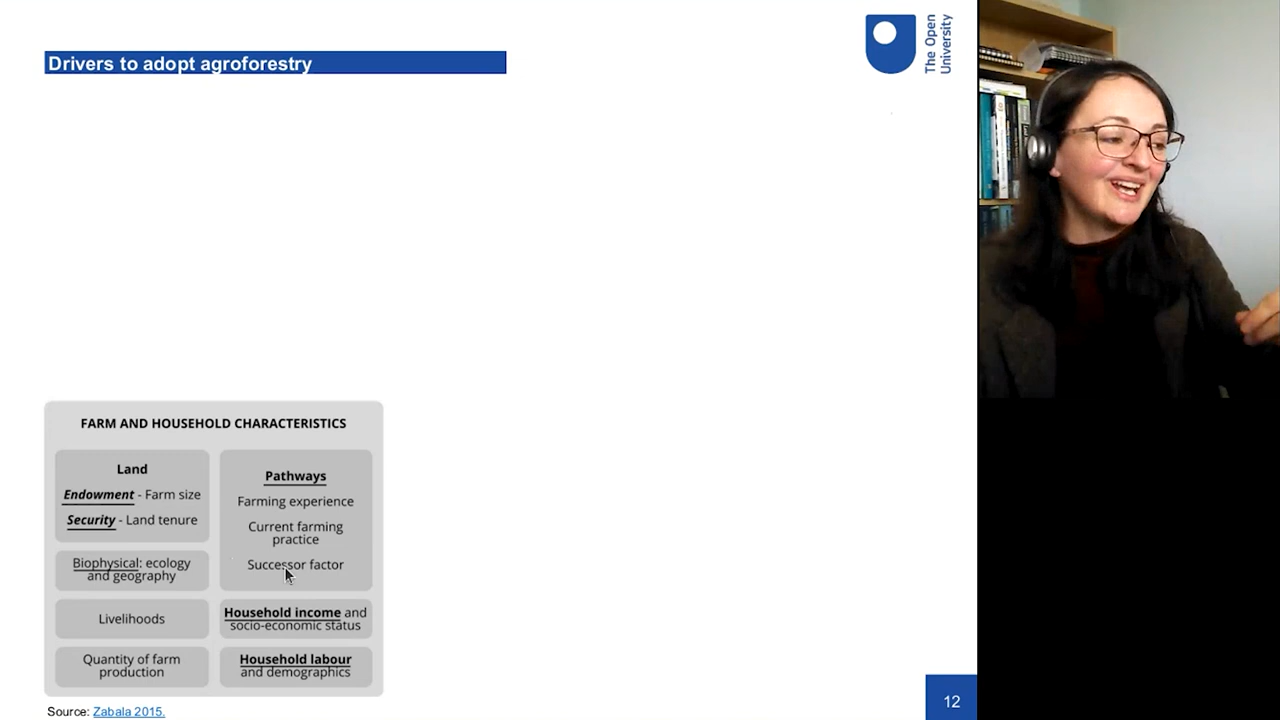 Drivers to adopt agroforestry
The Open
University
FARM AND HOUSEHOLD CHARACTERISTICS
Land
Endowment - Farm size
Security - Land tenure
Biophysical: ecology
and geography
Livelihoods
Quantity of farm
production
Pathways
Farming experience
Current farming
practice
Successor factor
Household income and
socio-economic status
Household labour
and demographics
Source: Zabala 2015.
12